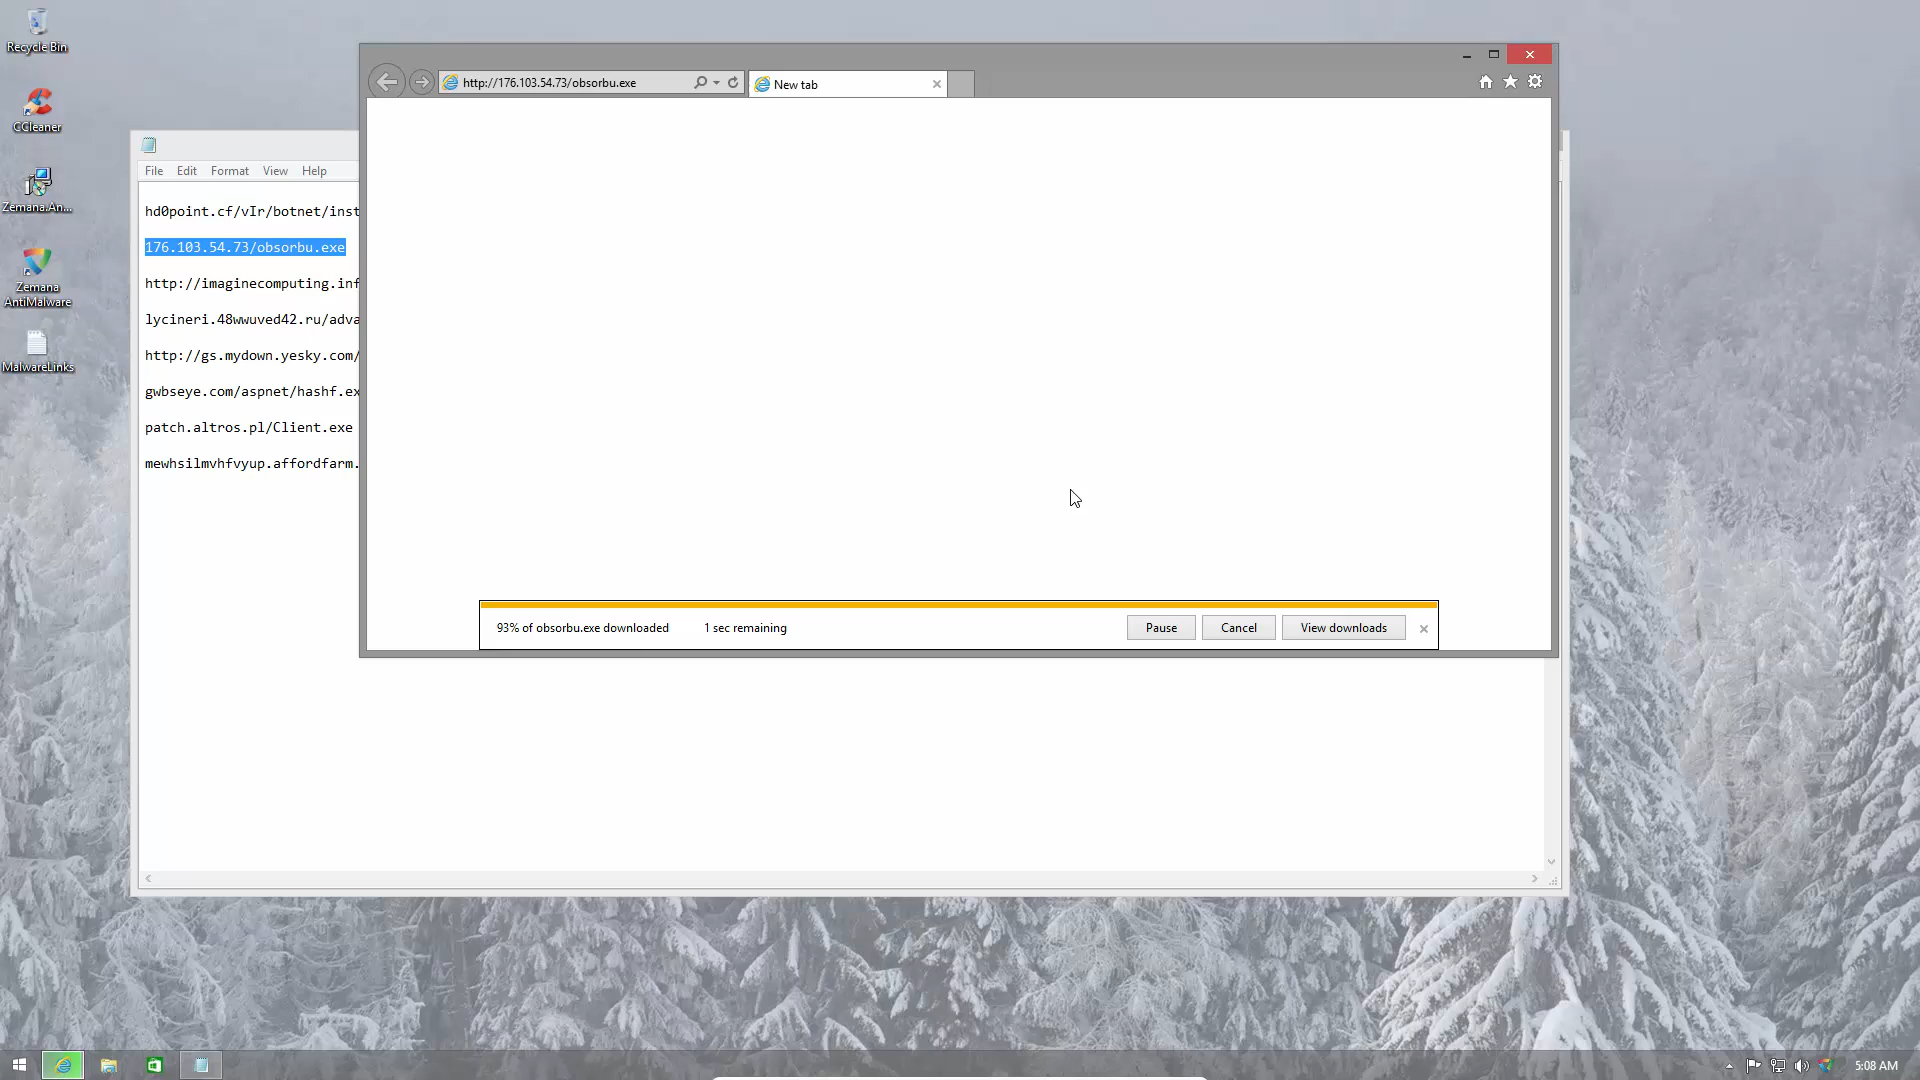 Recycle Bin
CCleaner
Zemana.An...
Zemana
AntiMalware
MalwareLinks
http://176.103.54.73/obsorbu.exe
New tab
File Edit Format View Help
hd0point.cf/vIr/botnet/inst
176.103.54.73/obsorbu.exe
http://imaginecomputing.inf
lycineri.48wwuved42.ru/adva
http://gs.mydown.yesky.com/
gwbseye.com/aspnet/hashf.ex
patch.altros.pl/Client.exe
mewhsilmvhfvyup.affordfarm.
93% of obsorbu.exe downloaded 1 sec remaining Pause Cancel View downloads
5:08 AM